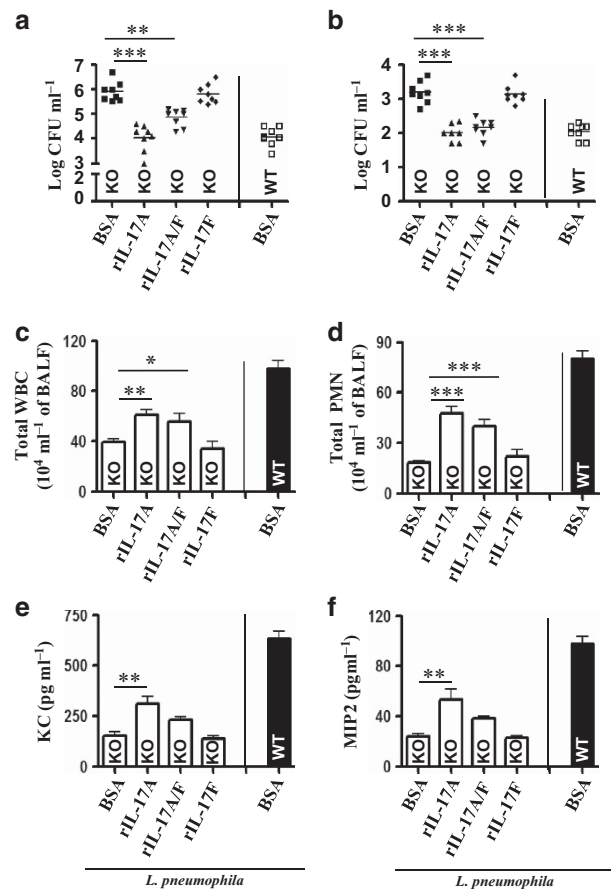 a
**
***
Log CFU ml⁻¹
7
6
5
4
3
2
0
KO
KO
KO
KO
WT
BSA
rIL-17A
rIL-17A/F
rIL-17F
BSA
b
***
***
Log CFU ml⁻¹
4
3
2
1
0
KO
KO
KO
KO
WT
BSA
rIL-17A
rIL-17A/F
rIL-17F
BSA
c
*
**
Total WBC
(10⁴ ml⁻¹ of BALF)
120
80
40
0
KO
KO
KO
KO
WT
BSA
rIL-17A
rIL-17A/F
rIL-17F
BSA
d
***
***
Total PMN
(10⁴ ml⁻¹ of BALF)
90
60
30
0
KO
KO
KO
KO
WT
BSA
rIL-17A
rIL-17A/F
rIL-17F
BSA
e
**
KC (pg ml⁻¹)
750
500
250
0
KO
KO
KO
KO
WT
BSA
rIL-17A
rIL-17A/F
rIL-17F
BSA
L. pneumophila
f
**
MIP2 (pg ml⁻¹)
120
80
40
0
KO
KO
KO
KO
WT
BSA
rIL-17A
rIL-17A/F
rIL-17F
BSA
L. pneumophila